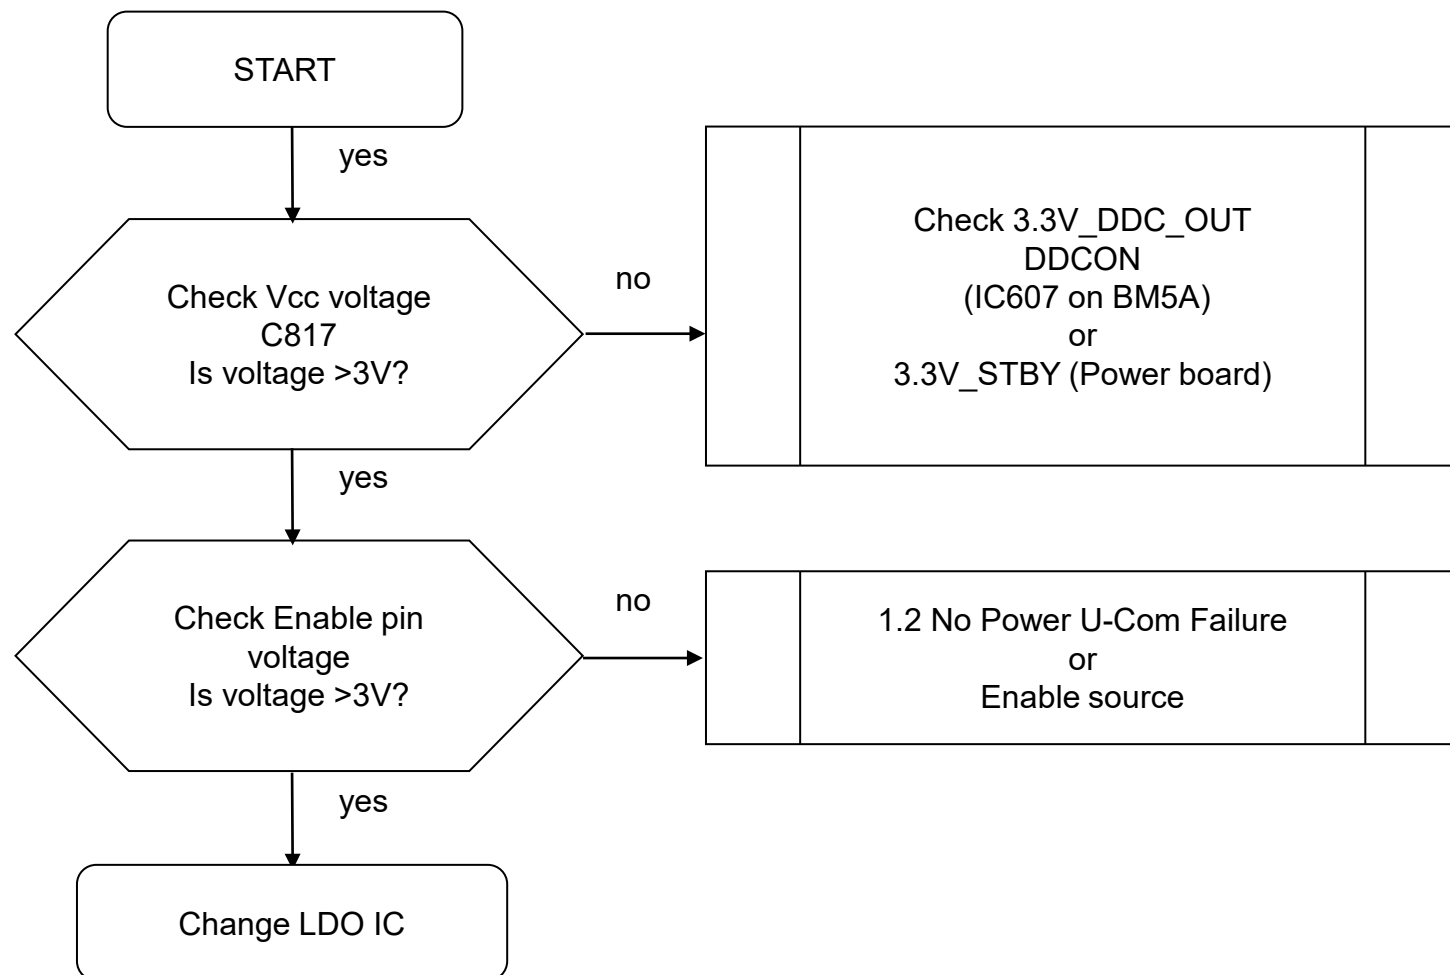 START
yes
Check Vcc voltage
C817
Is voltage >3V?
no
Check 3.3V_DDC_OUT
DDCON
(IC607 on BM5A)
or
3.3V_STBY (Power board)
yes
Check Enable pin
voltage
Is voltage >3V?
no
1.2 No Power U-Com Failure
or
Enable source
yes
Change LDO IC